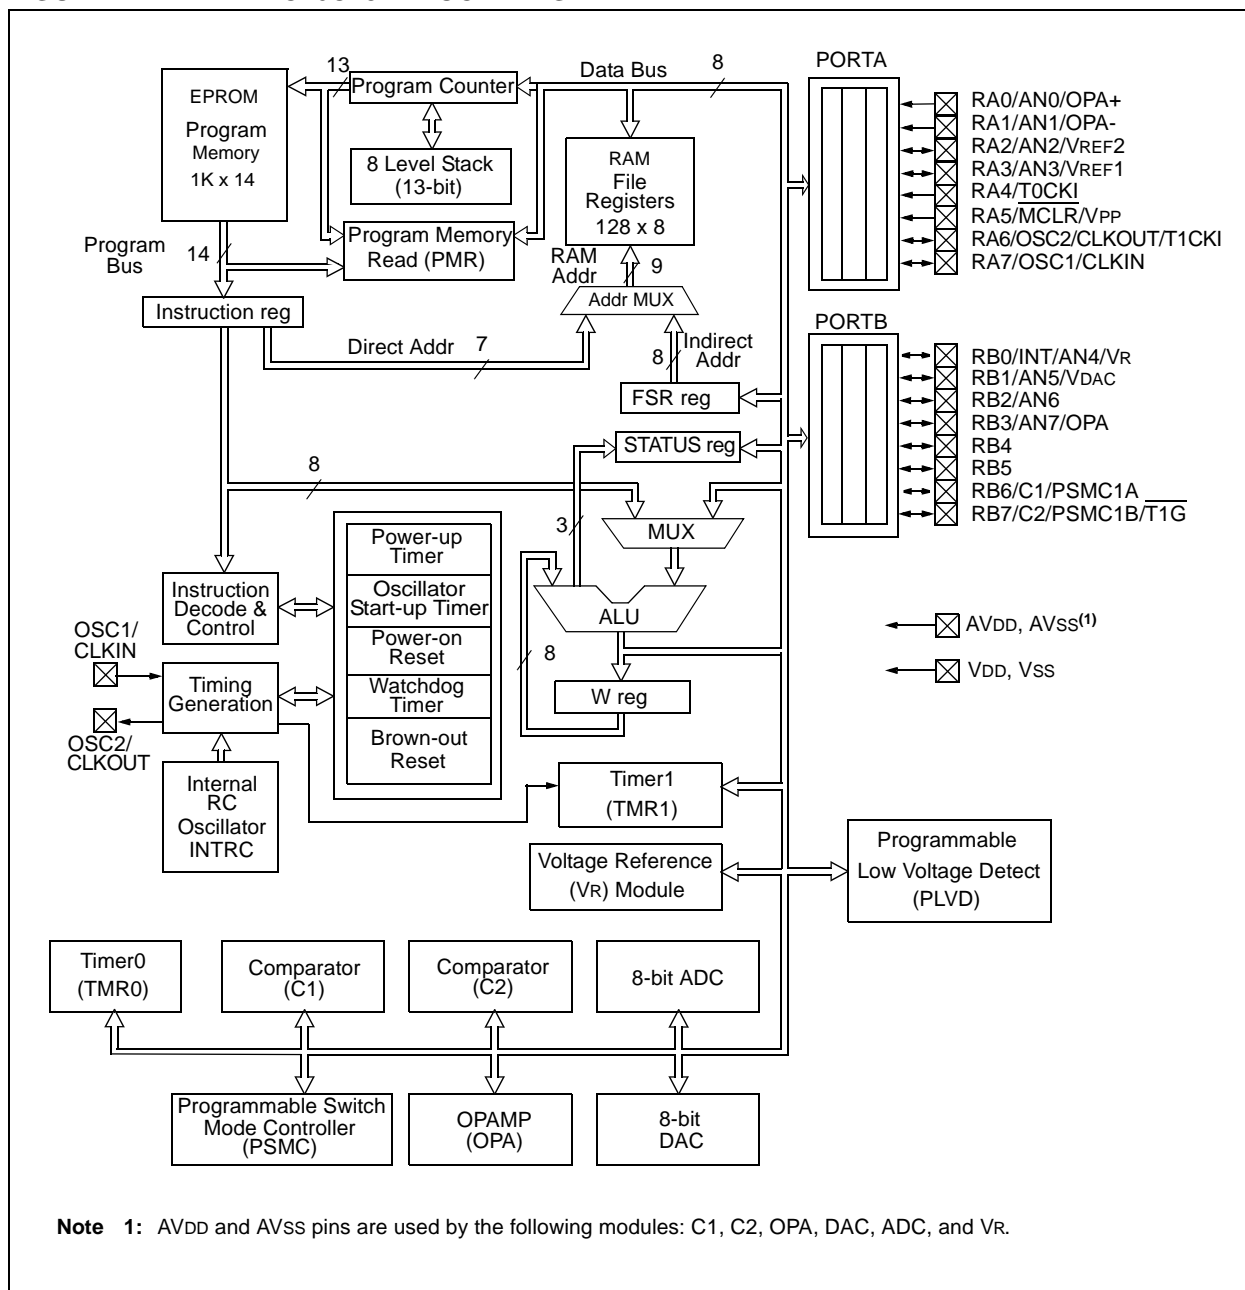 EPROM
Program
Memory
1K x 14
13
Program Counter
8 Level Stack
(13-bit)
Program Memory
Read (PMR)
Data Bus
8
RAM
File
Registers
128 x 8
RAM
Addr
9
Addr MUX
Program
Bus
14
Instruction reg
Direct Addr
7
8
Indirect
Addr
FSR reg
STATUS reg
8
3
MUX
ALU
8
W reg
PORTA
RA0/AN0/OPA+
RA1/AN1/OPA-
RA2/AN2/VREF2
RA3/AN3/VREF1
RA4/T0CKI
RA5/MCLR/VPP
RA6/OSC2/CLKOUT/T1CKI
RA7/OSC1/CLKIN
PORTB
RB0/INT/AN4/VR
RB1/AN5/VDAC
RB2/AN6
RB3/AN7/OPA
RB4
RB5
RB6/C1/PSMC1A
RB7/C2/PSMC1B/T1G
AVDD, AVSS(1)
VDD, VSS
Instruction
Decode &
Control
OSC1/
CLKIN
Timing
Generation
OSC2/
CLKOUT
Internal
RC
Oscillator
INTRC
Power-up
Timer
Oscillator
Start-up Timer
Power-on
Reset
Watchdog
Timer
Brown-out
Reset
Timer1
(TMR1)
Voltage Reference
(VR) Module
Programmable
Low Voltage Detect
(PLVD)
Timer0
(TMR0)
Comparator
(C1)
Comparator
(C2)
8-bit ADC
Programmable Switch
Mode Controller
(PSMC)
OPAMP
(OPA)
8-bit
DAC
Note 1: AVDD and AVSS pins are used by the following modules: C1, C2, OPA, DAC, ADC, and VR.